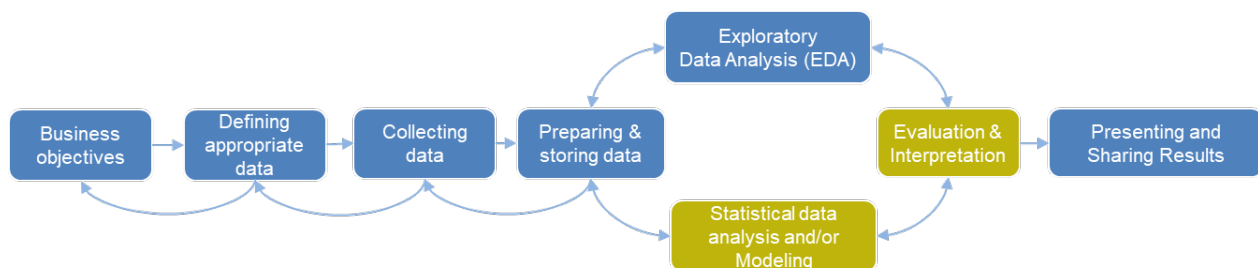 Business
objectives
Defining
appropriate
data
Collecting
data
Preparing &
storing data
Exploratory
Data Analysis (EDA)
Statistical data
analysis and/or
Modeling
Evaluation &
Interpretation
Presenting and
Sharing Results